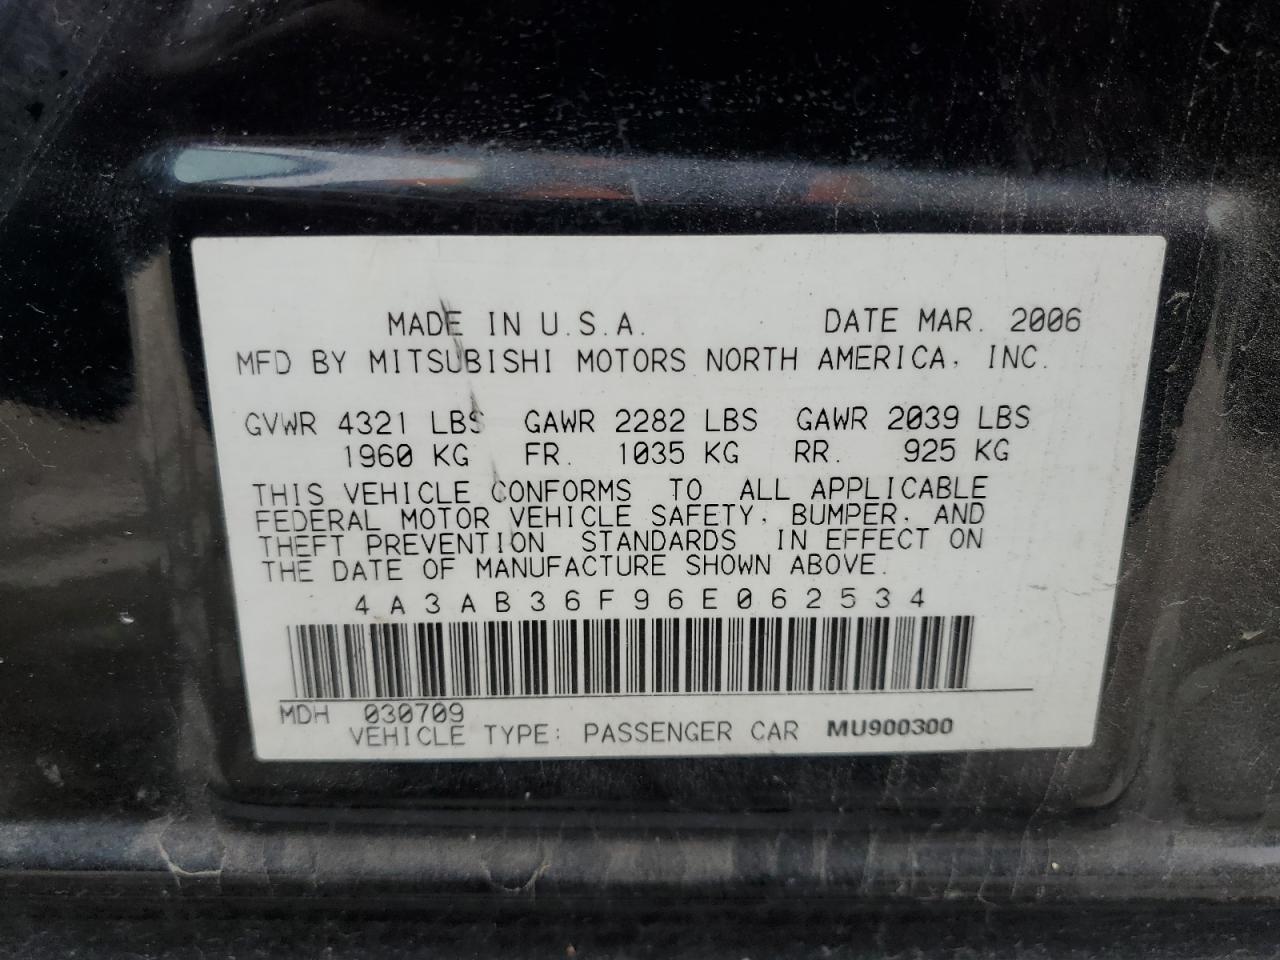 MADE IN U.S.A. DATE MAR. 2006
MFD BY MITSUBISHI MOTORS NORTH AMERICA, INC.
GVWR 4321 LBS GAWR 2282 LBS GAWR 2039 LBS
1960 KG FR. 1035 KG RR. 925 KG
THIS VEHICLE CONFORMS TO ALL APPLICABLE
FEDERAL MOTOR VEHICLE SAFETY, BUMPER, AND
THEFT PREVENTION STANDARDS IN EFFECT ON
THE DATE OF MANUFACTURE SHOWN ABOVE.
4A3AB36F96E062534
MDH 030709
VEHICLE TYPE: PASSENGER CAR MU900300